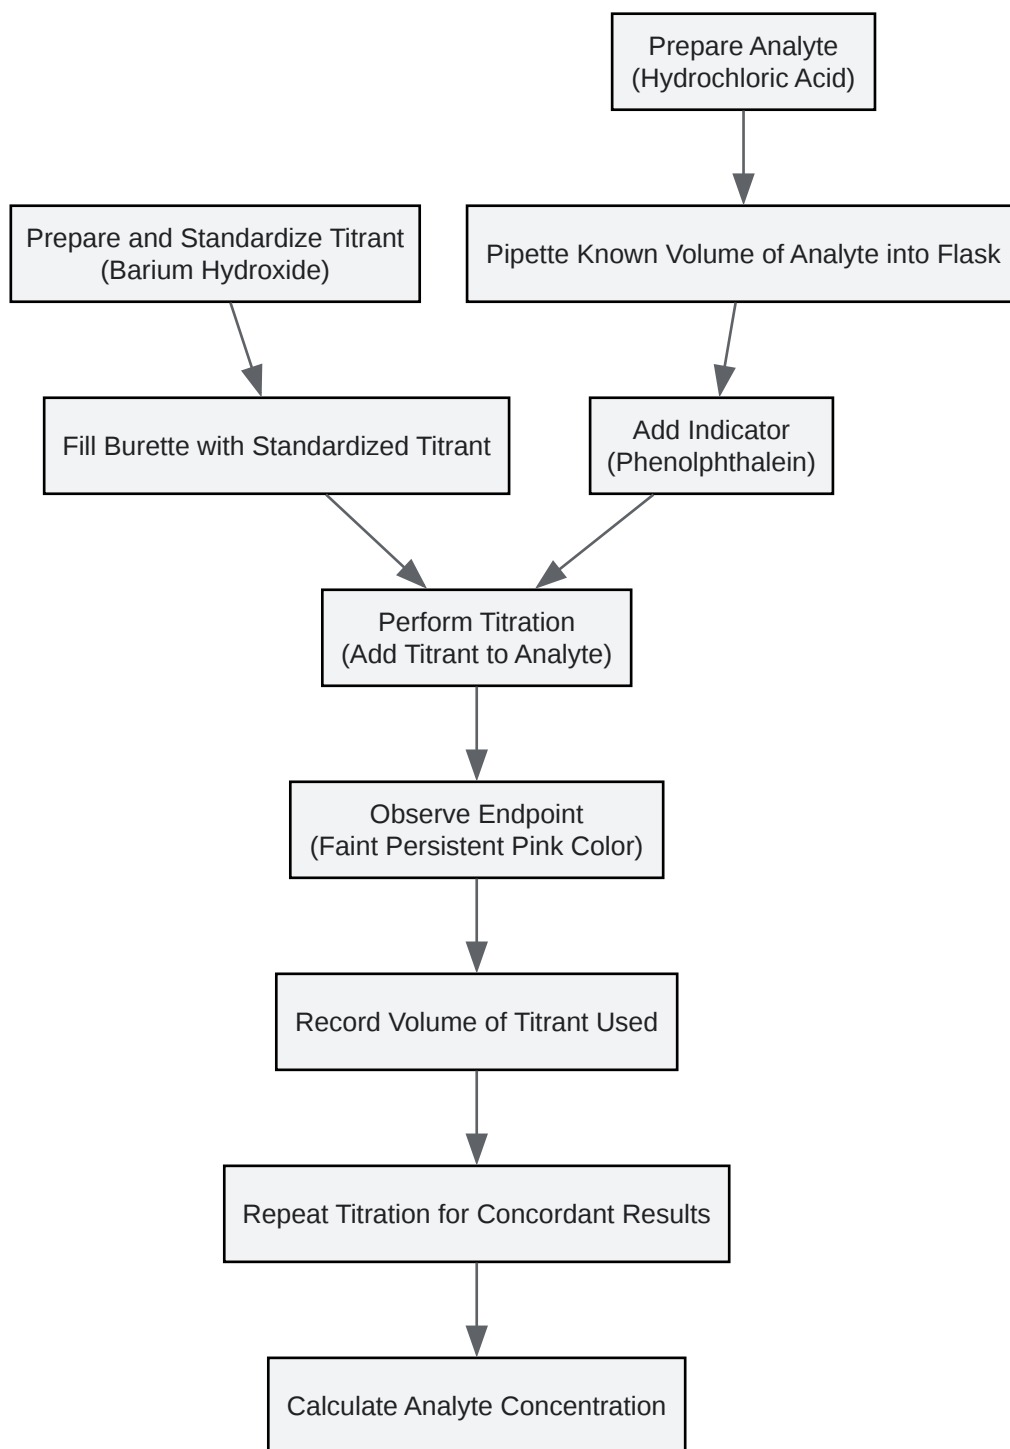 Prepare Analyte
(Hydrochloric Acid)
Prepare and Standardize Titrant
(Barium Hydroxide)
Pipette Known Volume of Analyte into Flask
Fill Burette with Standardized Titrant
Add Indicator
(Phenolphthalein)
Perform Titration
(Add Titrant to Analyte)
Observe Endpoint
(Faint Persistent Pink Color)
Record Volume of Titrant Used
Repeat Titration for Concordant Results
Calculate Analyte Concentration